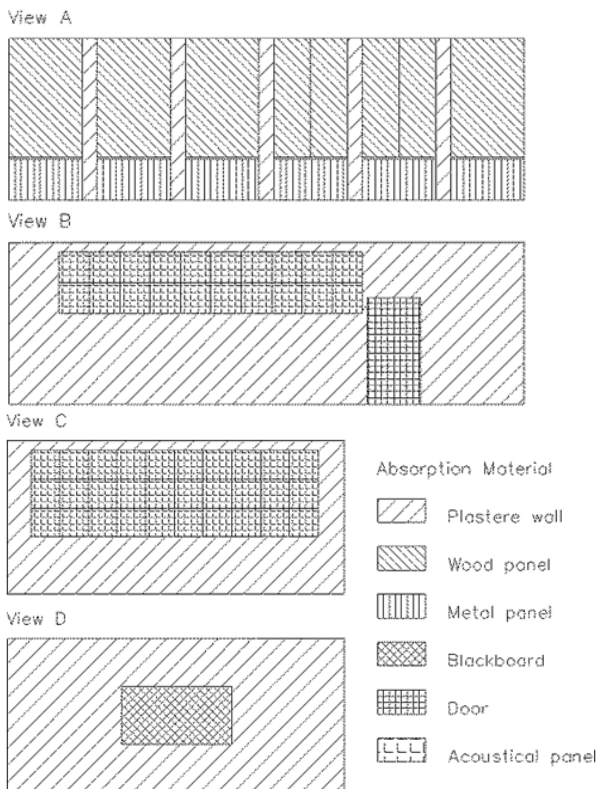 View A
View B
View C
Absorption Material
Plastere wall
Wood panel
Metal panel
View D
Blackboard
Door
Acoustical panel